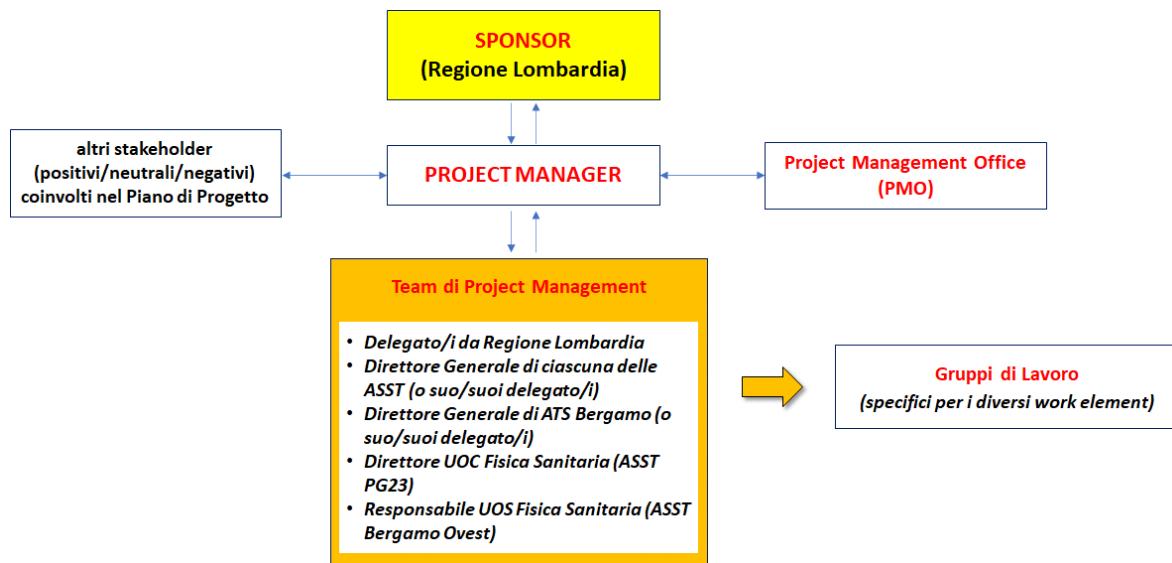 SPONSOR
(Regione Lombardia)
altri stakeholder
(positivi/neutrali/negativi)
coinvolti nel Piano di Progetto
PROJECT MANAGER
Project Management Office
(PMO)
Team di Project Management
• Delegato/i da Regione Lombardia
• Direttore Generale di ciascuna delle
ASST (o suo/suoi delegato/i)
• Direttore Generale di ATS Bergamo (o
suo/suoi delegato/i)
• Direttore UOC Fisica Sanitaria (ASST
PG23)
• Responsabile UOS Fisica Sanitaria (ASST
Bergamo Ovest)
Gruppi di Lavoro
(specifici per i diversi work element)